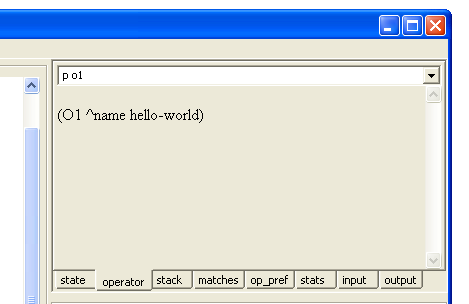 p o1
(O1 ^name hello-world)
state operator stack matches op_pref stats input output